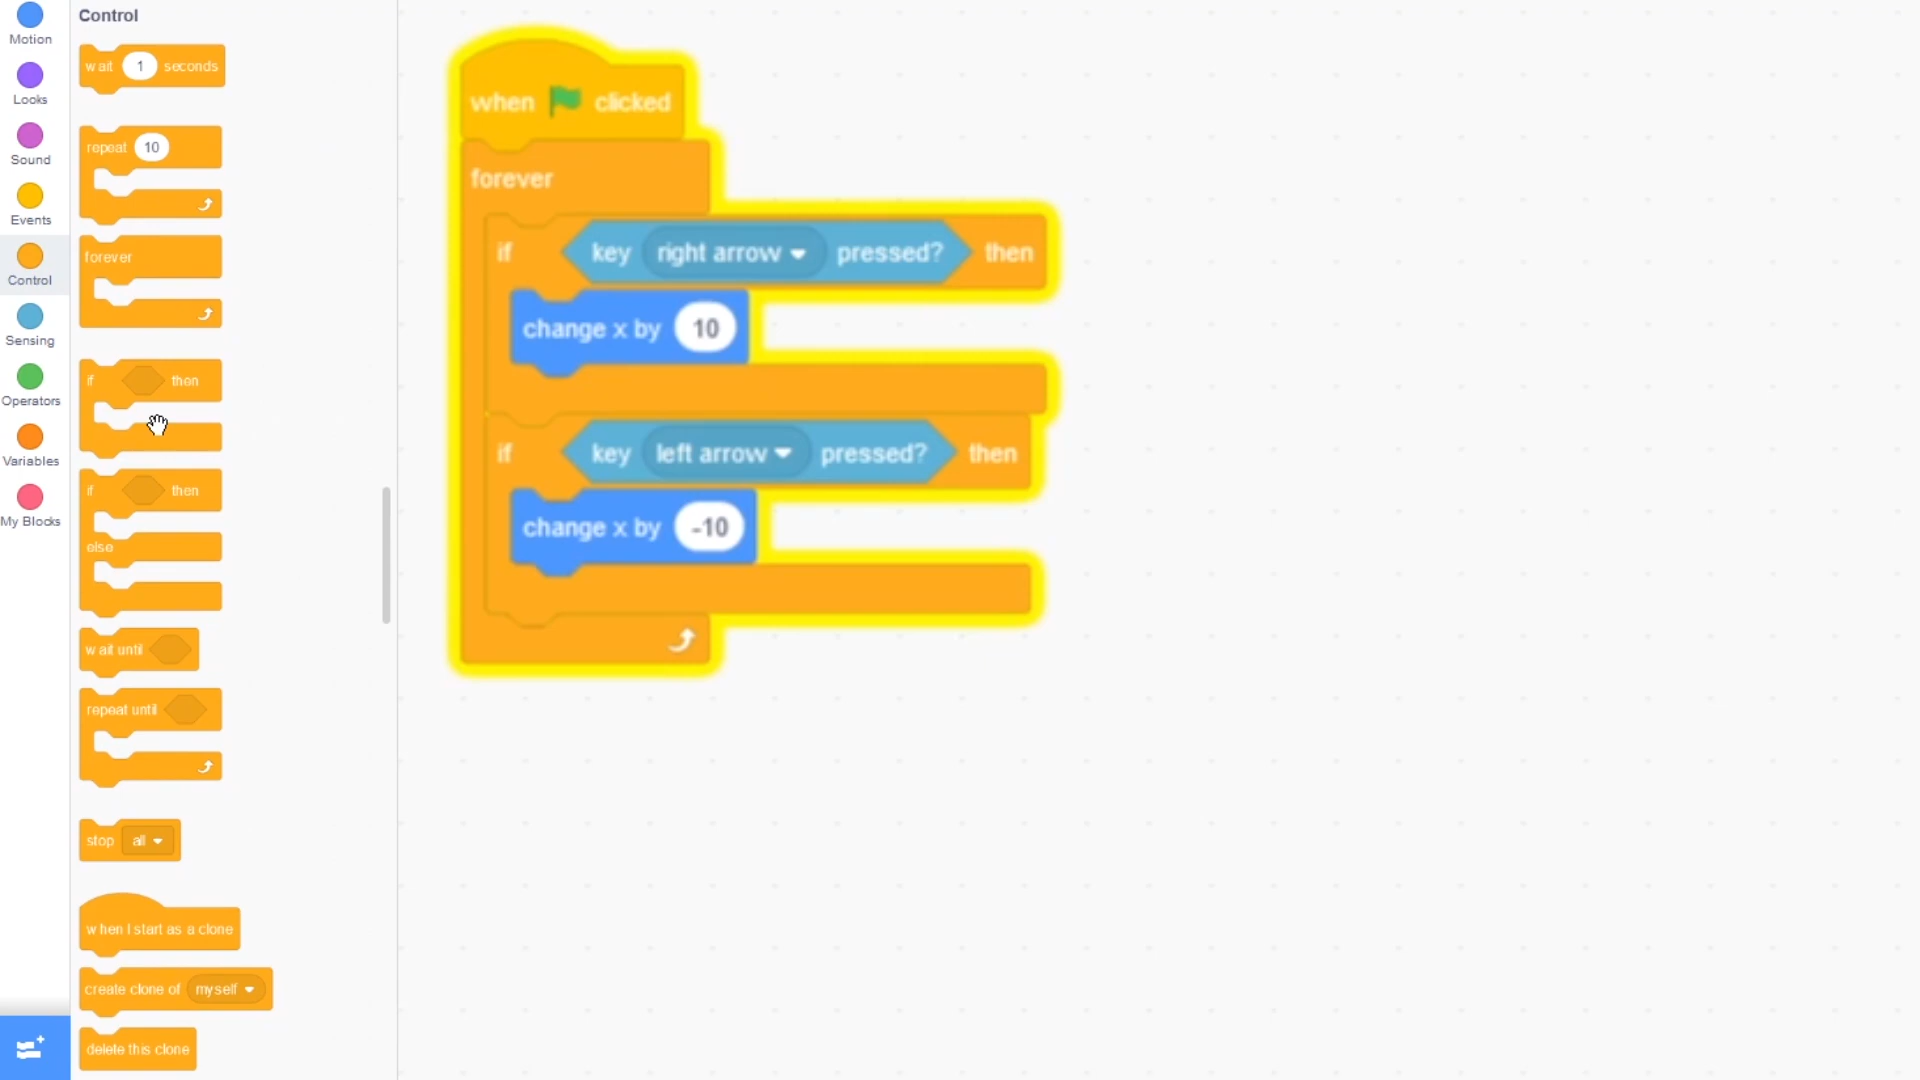 Motion
Looks
Sound
Events
Control
Sensing
Operators
Variables
My Blocks
Control
wait 1 seconds
repeat 10
forever
if then
if then
else
wait until
repeat until
stop all
when I start as a clone
create clone of myself
delete this clone
when clicked
forever
if key right arrow pressed? then
change x by 10
if key left arrow pressed? then
change x by -10